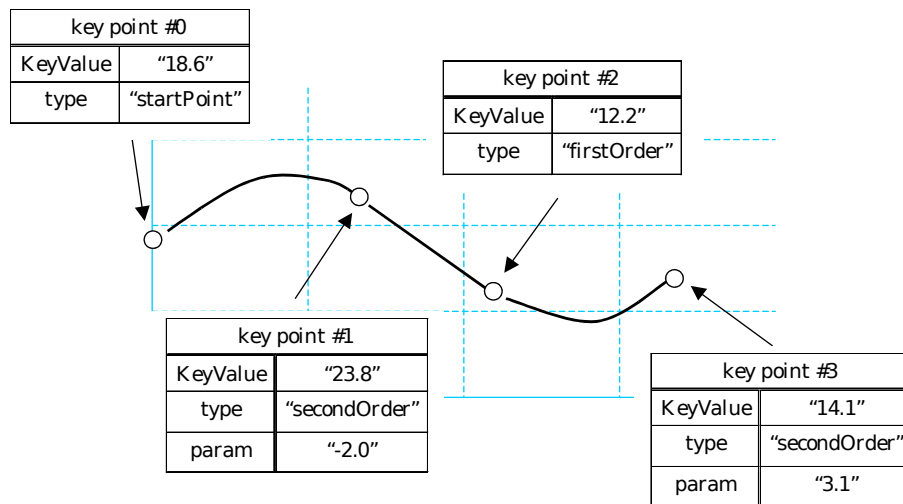 key point #0
KeyValue “18.6”
type “startPoint”
key point #2
KeyValue “12.2”
type “firstOrder”
key point #1
KeyValue “23.8”
type “secondOrder”
param “-2.0”
key point #3
KeyValue “14.1”
type “secondOrder”
param “3.1”